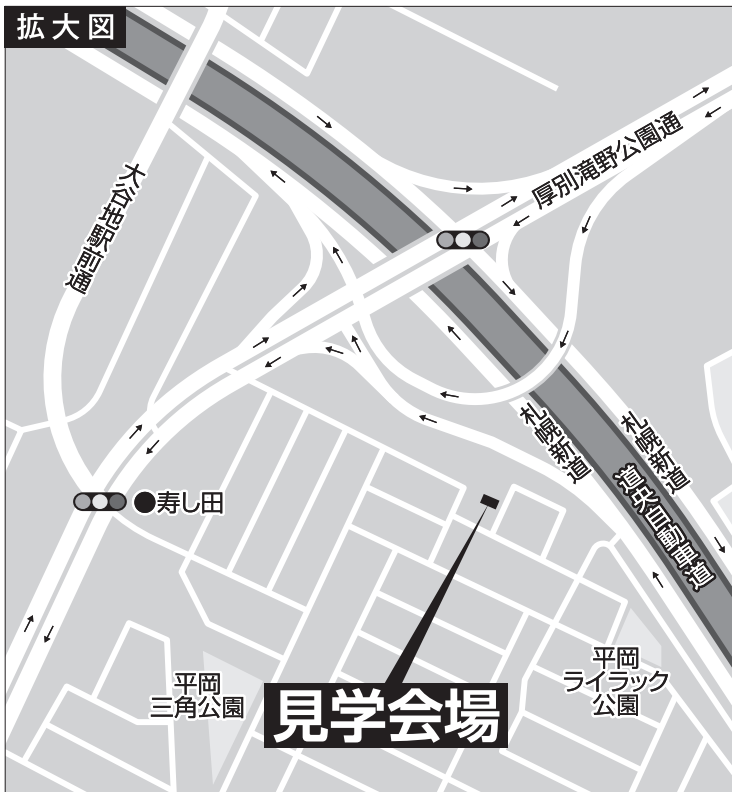 拡大図
厚別滝野公園通
大谷地駅前通
札幌新道
札幌新道
道央自動車道
寿し田
平岡
三角公園
見学会場
平岡
ライラック
公園